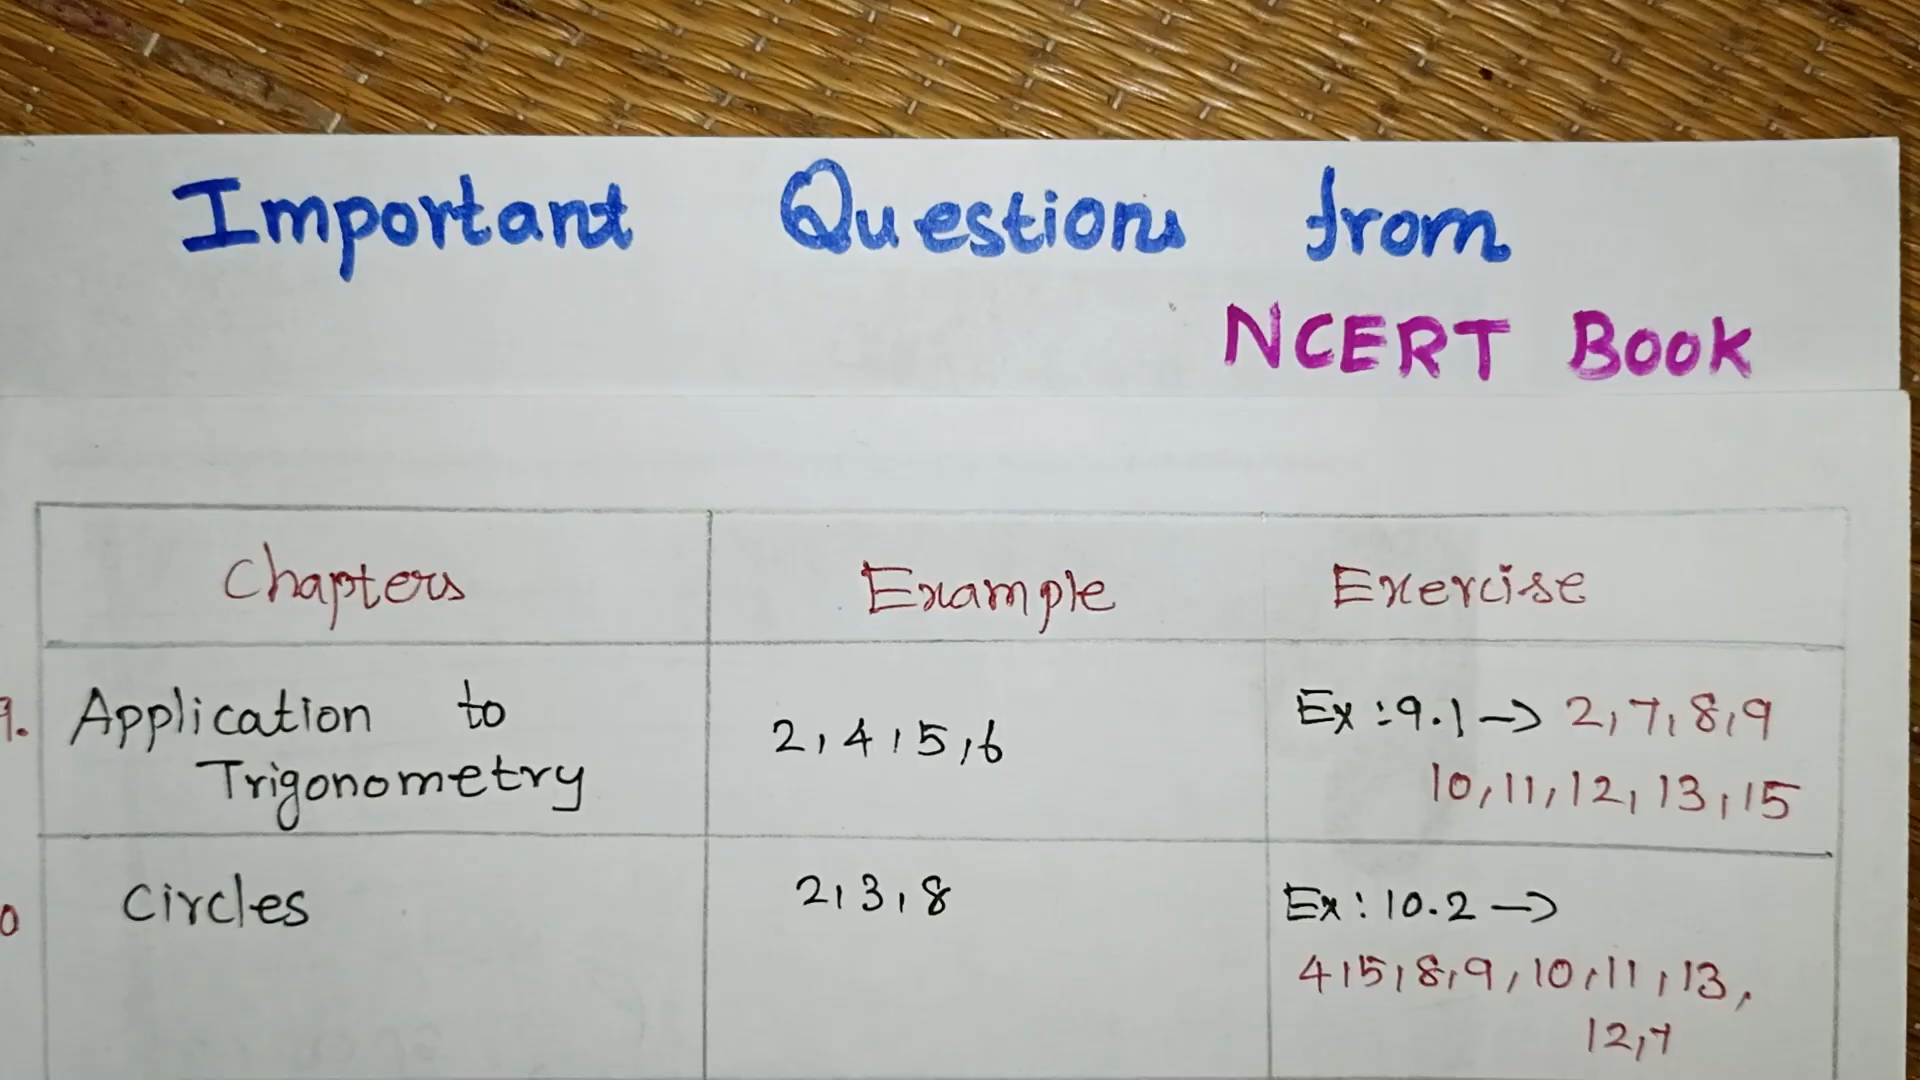 Important Questions from
NCERT Book
Chapters Example Exercise
9. Application to
Trigonometry
2, 4, 5, 6
Ex : 9.1 → 2, 7, 8, 9
10, 11, 12, 13, 15
0 Circles
2, 3, 8
Ex : 10.2 →
4, 5, 8, 9, 10, 11, 13,
12, 7